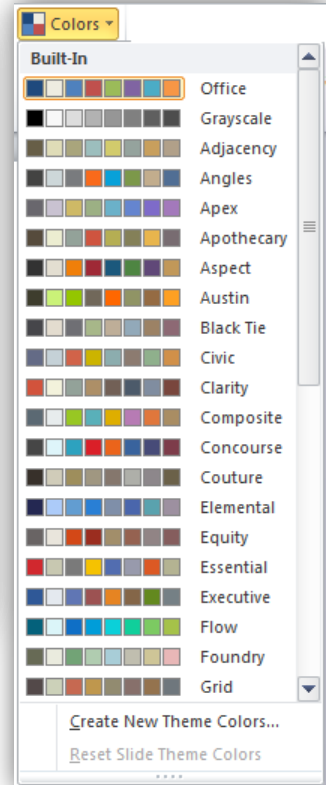 Colors
Built-In
Office
Grayscale
Adjacency
Angles
Apex
Apothecary
Aspect
Austin
Black Tie
Civic
Clarity
Composite
Concourse
Couture
Elemental
Equity
Essential
Executive
Flow
Foundry
Grid
Create New Theme Colors...
Reset Slide Theme Colors